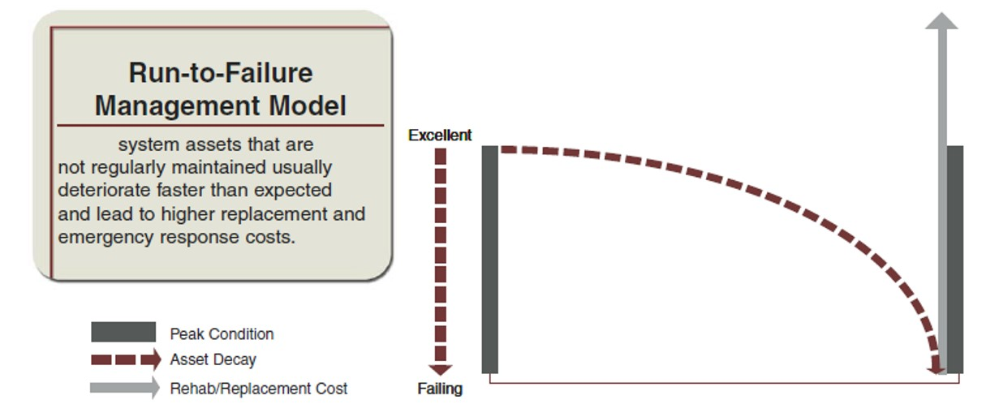 Run-to-Failure
Management Model
system assets that are
not regularly maintained usually
deteriorate faster than expected
and lead to higher replacement and
emergency response costs.
Excellent
Failing
Peak Condition
Asset Decay
Rehab/Replacement Cost